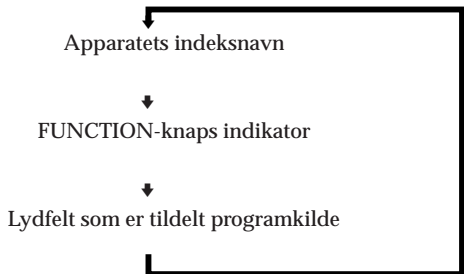 Apparatets indeksnavn
FUNCTION-knaps indikator
Lydfelt som er tildelt programkilde